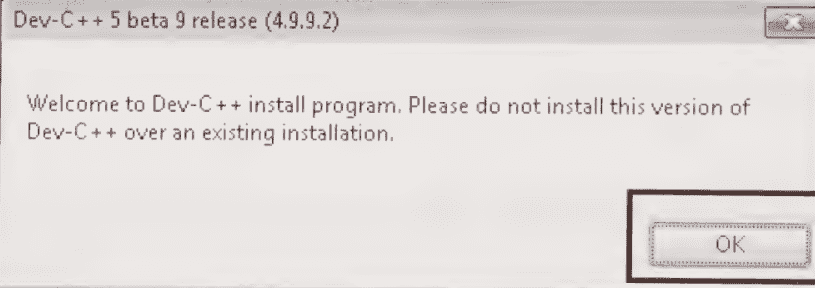 Dev-C++ 5 beta 9 release (4.9.9.2)
Welcome to Dev-C++ install program. Please do not install this version of
Dev-C++ over an existing installation.
OK